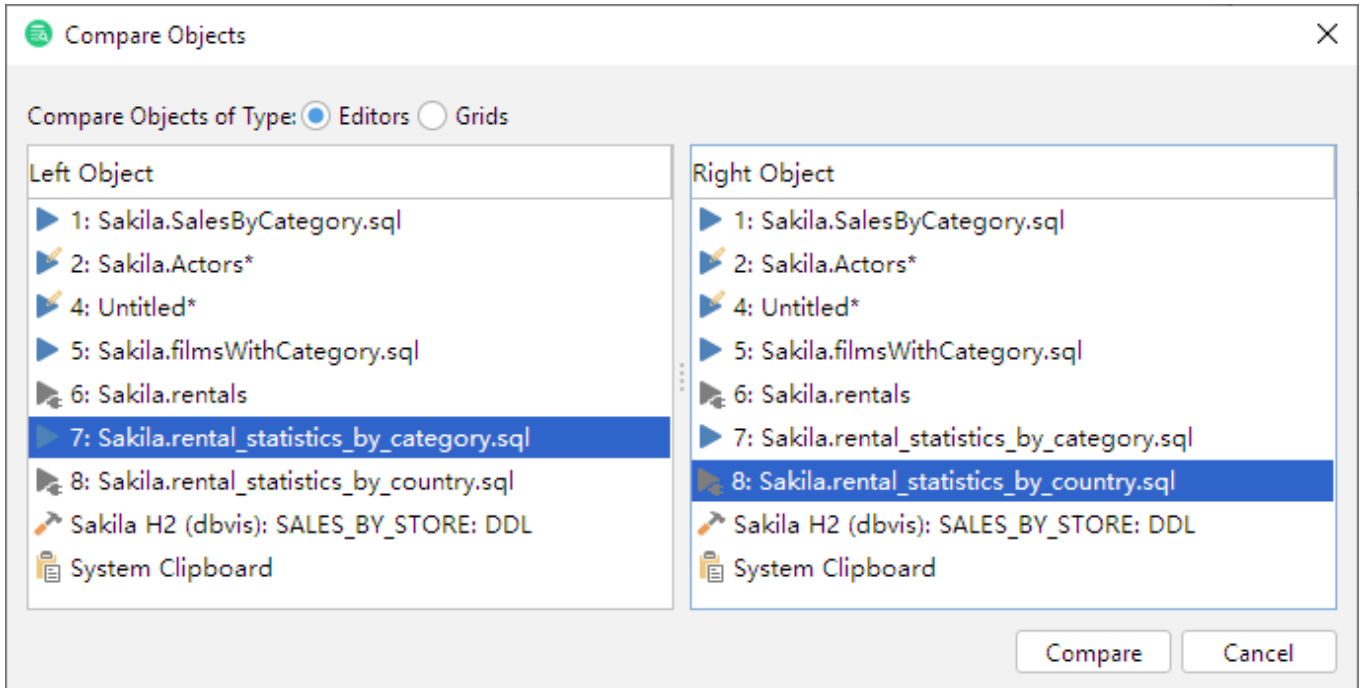 Compare Objects
Compare Objects of Type: Editors Grids
Left Object
1: Sakila.SalesByCategory.sql
2: Sakila.Actors*
4: Untitled*
5: Sakila.filmsWithCategory.sql
6: Sakila.rentals
7: Sakila.rental_statistics_by_category.sql
8: Sakila.rental_statistics_by_country.sql
Sakila H2 (dbvis): SALES_BY_STORE: DDL
System Clipboard
Right Object
1: Sakila.SalesByCategory.sql
2: Sakila.Actors*
4: Untitled*
5: Sakila.filmsWithCategory.sql
6: Sakila.rentals
7: Sakila.rental_statistics_by_category.sql
8: Sakila.rental_statistics_by_country.sql
Sakila H2 (dbvis): SALES_BY_STORE: DDL
System Clipboard
Compare Cancel